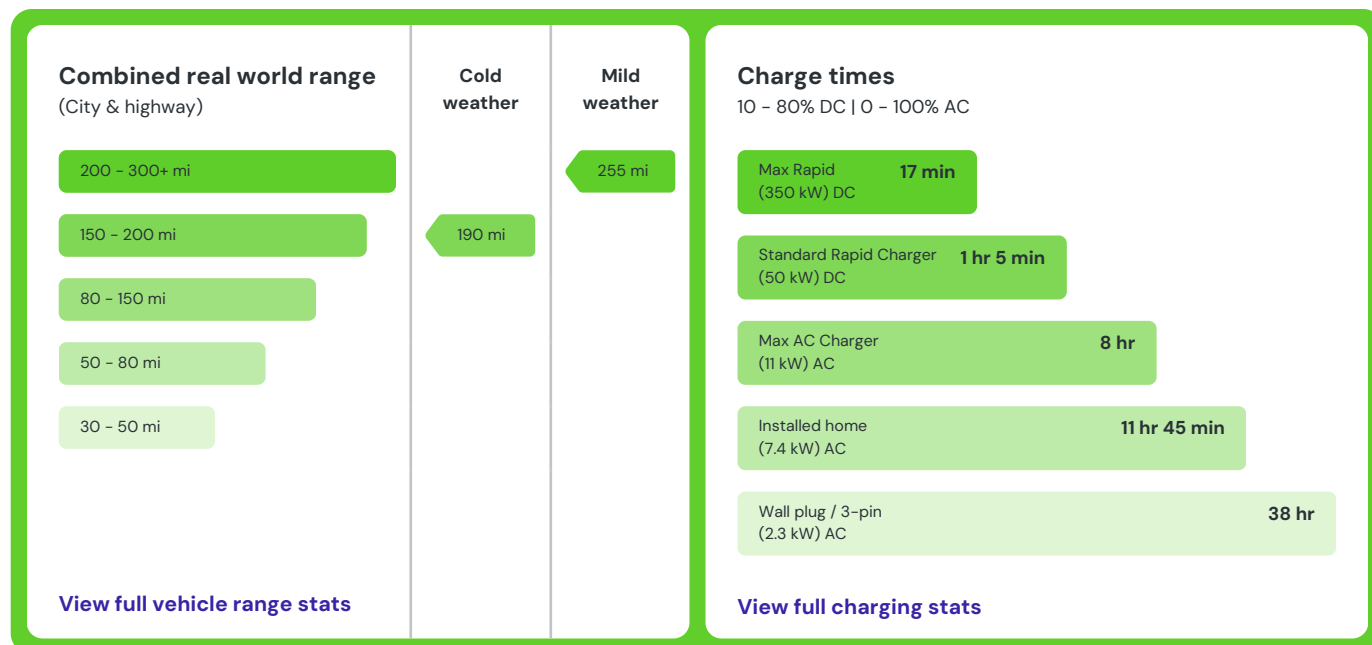 Combined real world range
(City & highway)
Cold
weather
Mild
weather
200 - 300+ mi
255 mi
150 - 200 mi
190 mi
80 - 150 mi
50 - 80 mi
30 - 50 mi
View full vehicle range stats
Charge times
10 - 80% DC | 0 - 100% AC
Max Rapid
(350 kW) DC
17 min
Standard Rapid Charger
(50 kW) DC
1 hr 5 min
Max AC Charger
(11 kW) AC
8 hr
Installed home
(7.4 kW) AC
11 hr 45 min
Wall plug / 3-pin
(2.3 kW) AC
38 hr
View full charging stats